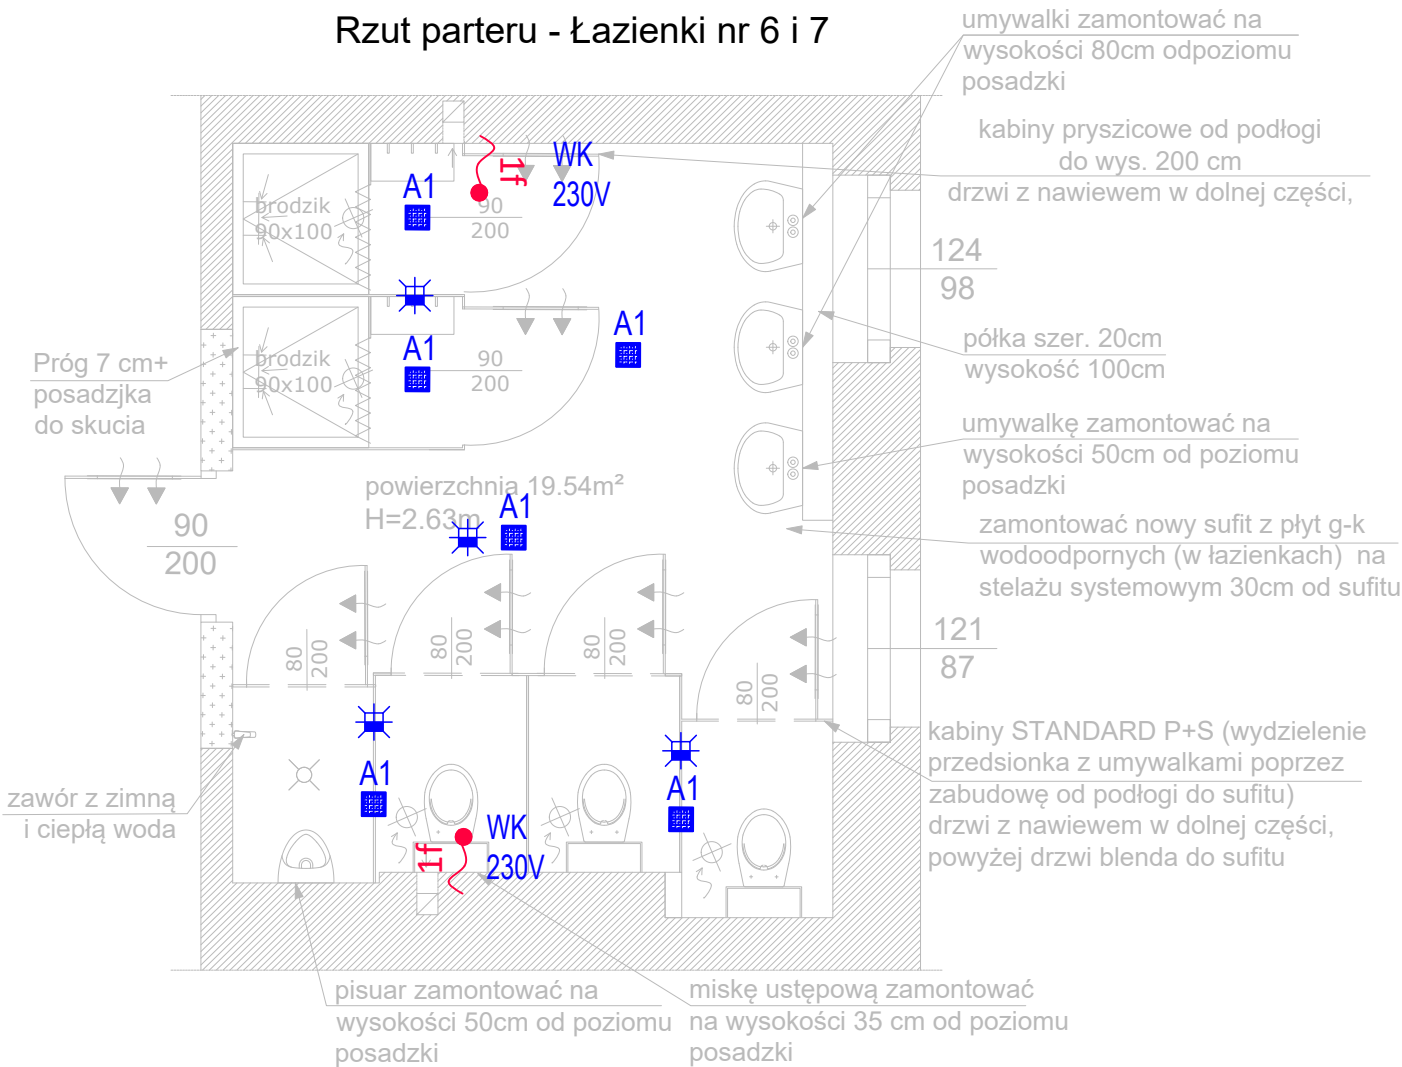 Rzut parteru - Łazienki nr 6 i 7
umywalki zamontować na
wysokości 80cm odpoziomu
posadzki
kabiny pryszicowe od podłogi
do wys. 200 cm
drzwi z nawiewem w dolnej części,
1f
WK
230V
A1
brodzik
90x100
90
200
124
98
A1
półka szer. 20cm
wysokość 100cm
Próg 7 cm+
posadzjka
do skucia
A1
brodzik
90x100
90
200
umywalkę zamontować na
wysokości 50cm od poziomu
posadzki
powierzchnia 19.54m²
H=2.63m
A1
90
200
zamontować nowy sufit z płyt g-k
wodoodpornych (w łazienkach) na
stelażu systemowym 30cm od sufitu
80
200
80
200
80
200
80
200
121
87
kabiny STANDARD P+S (wydzielenie
przedsionka z umywalkami poprzez
zabudowę od podłogi do sufitu)
drzwi z nawiewem w dolnej części,
powyżej drzwi blenda do sufitu
A1
A1
zawór z zimną
i ciepłą woda
1f
WK
230V
pisuar zamontować na
wysokości 50cm od poziomu
posadzki
miskę ustępową zamontować
na wysokości 35 cm od poziomu
posadzki